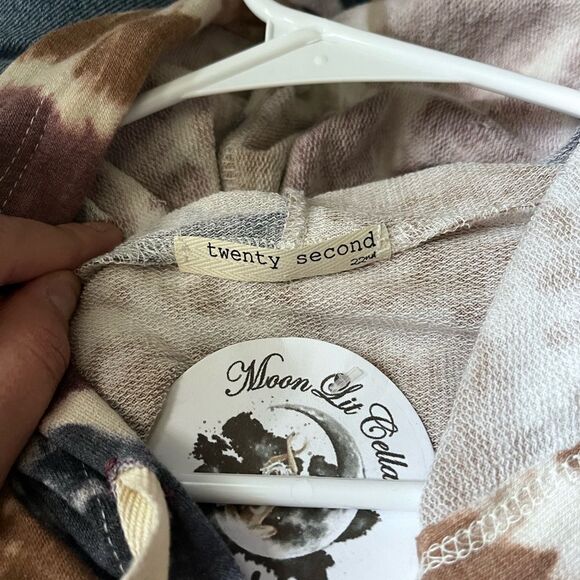 twenty second
22nd
Moon Lit Cella